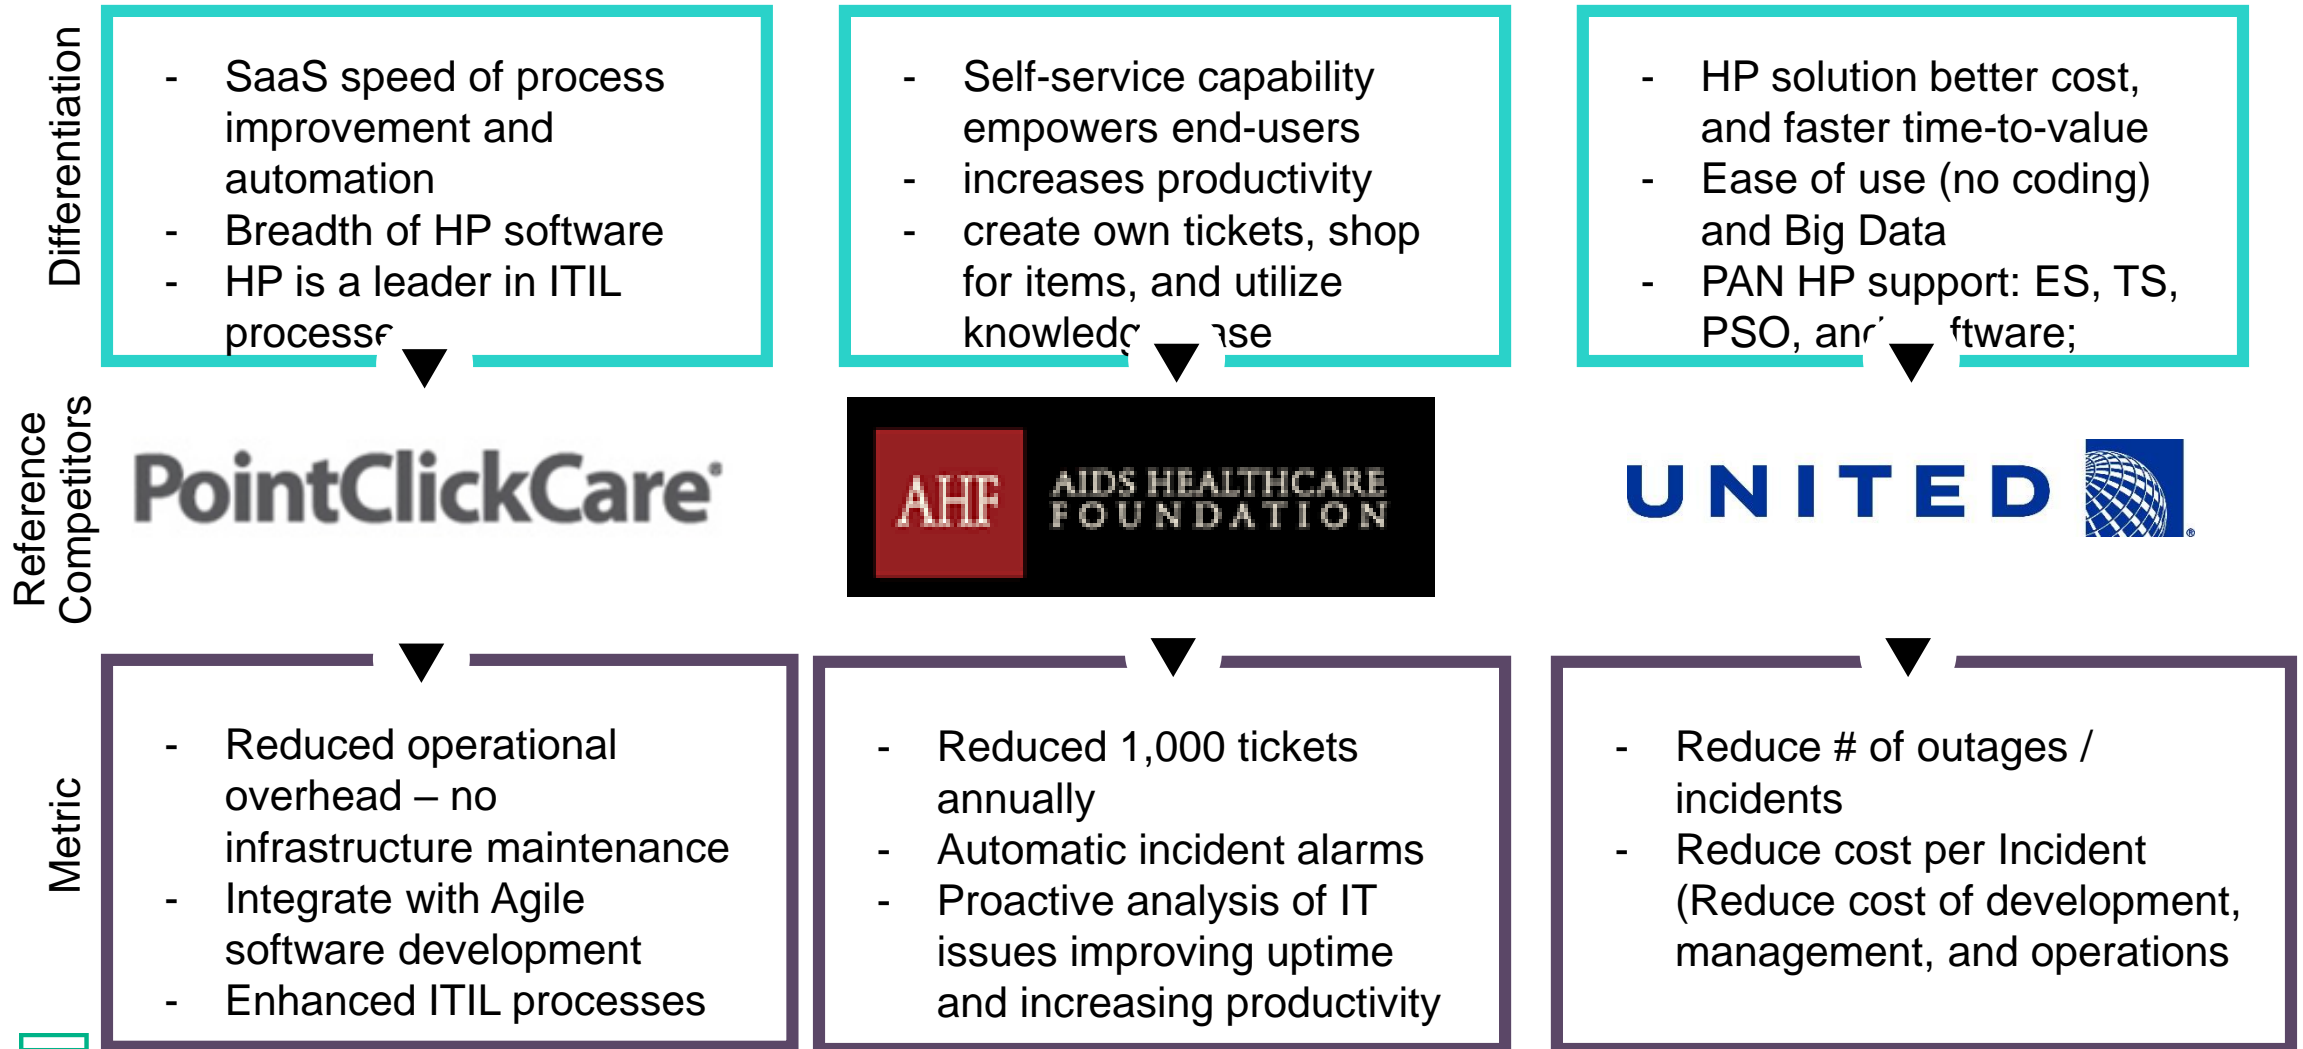 Differentiation
- SaaS speed of process
improvement and
automation
- Breadth of HP software
- HP is a leader in ITIL
- Self-service capability
empowers end-users
- increases productivity
- create own tickets, shop
for items, and utilize
- HP solution better cost,
and faster time-to-value
- Ease of use (no coding)
and Big Data
- PAN HP support: ES, TS,
PSO,
Reference
Competitors
PointClickCare®
AHF
AIDS HEALTHCARE
FOUNDATION
UNITED®
Metric
- Reduced operational
overhead – no
infrastructure maintenance
- Integrate with Agile
software development
- Enhanced ITIL processes
- Reduced 1,000 tickets
annually
- Automatic incident alarms
- Proactive analysis of IT
issues improving uptime
and increasing productivity
- Reduce # of outages /
incidents
- Reduce cost per Incident
(Reduce cost of development,
management, and operations